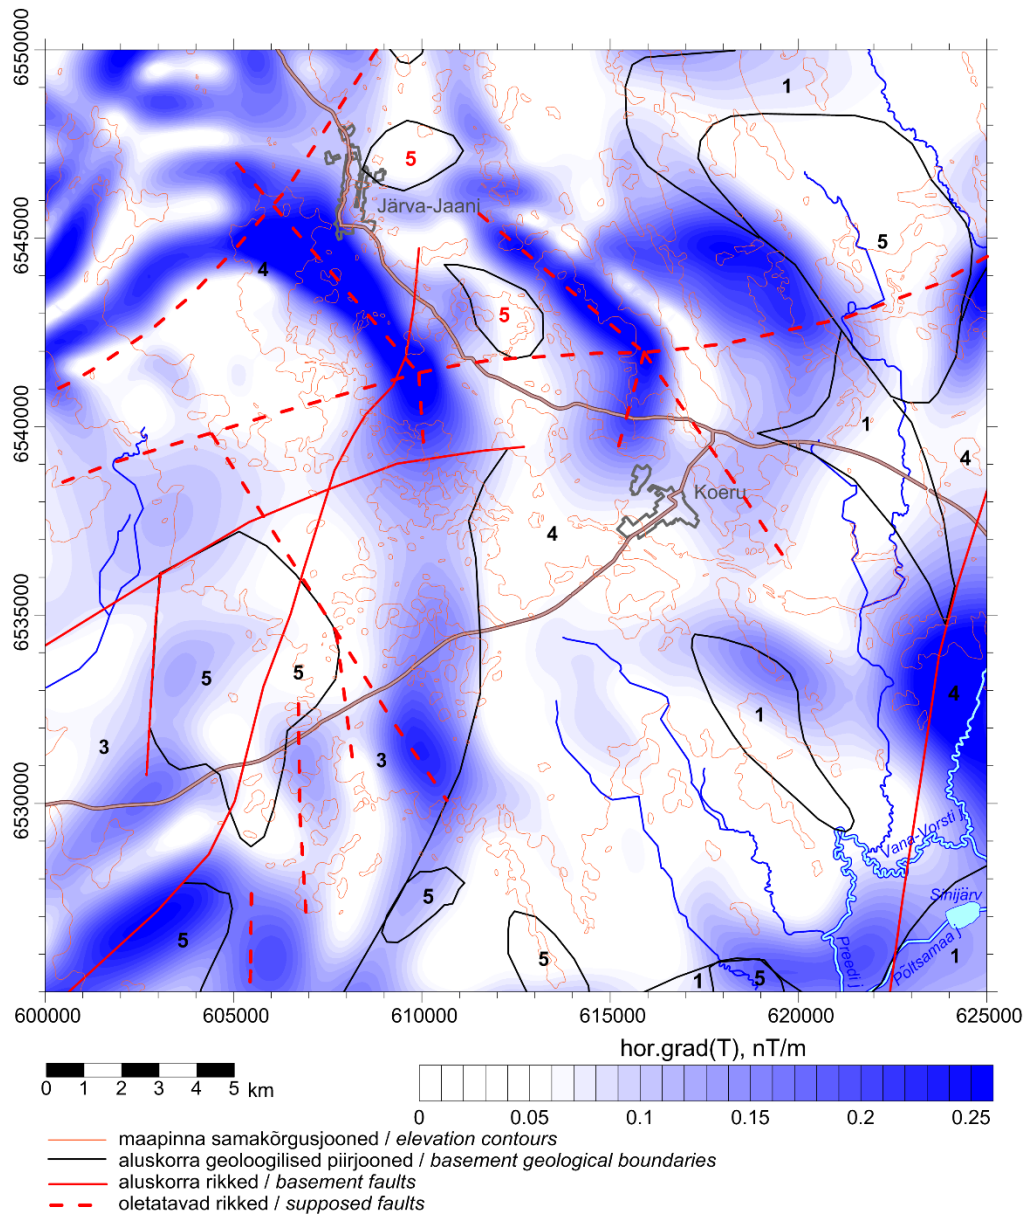 6550000
1
5
Järva-Jaani
6545000
4
5
5
6540000
1
4
Koeru
4
6535000
5
5
4
1
3
3
6530000
Vana-Vorsti j
5
Sinijärv
5
5
Preedi j
Põltsamaa j
1
5
1
600000 605000 610000 615000 620000 625000
hor.grad(T), nT/m
0 0.05 0.1 0.15 0.2 0.25
0 1 2 3 4 5 km
maapinna samakõrgusjooned / elevation contours
aluskorra geoloogilised piirjooned / basement geological boundaries
aluskorra rikked / basement faults
oletatavad rikked / supposed faults